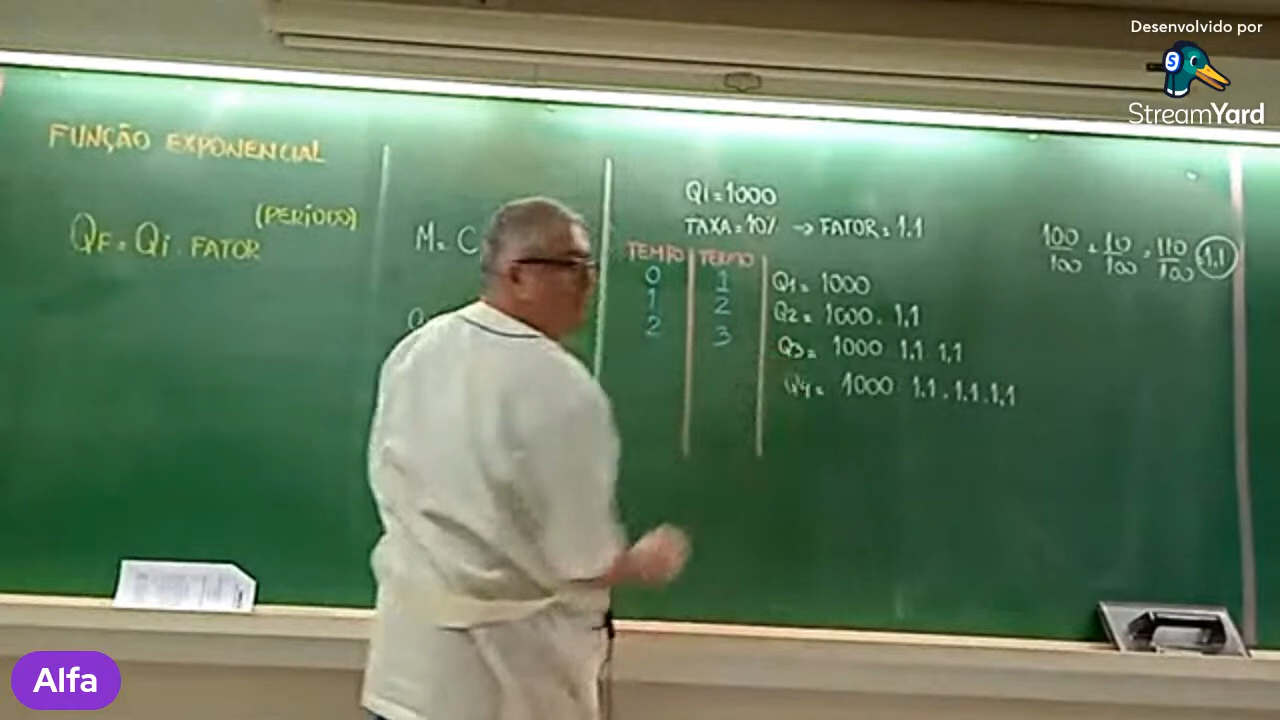 Desenvolvido por
StreamYard
FUNÇÃO EXPONENCIAL
(PERÍODO)
QF = Qi . FATOR
M = C
Q
Qi = 1000
TAXA = 10% → FATOR = 1.1
TEMPO TERMO
0 1
1 2
2 3
Q1 = 1000
Q2 = 1000 . 1,1
Q3 = 1000 1.1 1,1
Q4 = 1000 1.1 . 1.1 . 1,1
100/100 + 10/100 = 110/100 = 1.1
Alfa